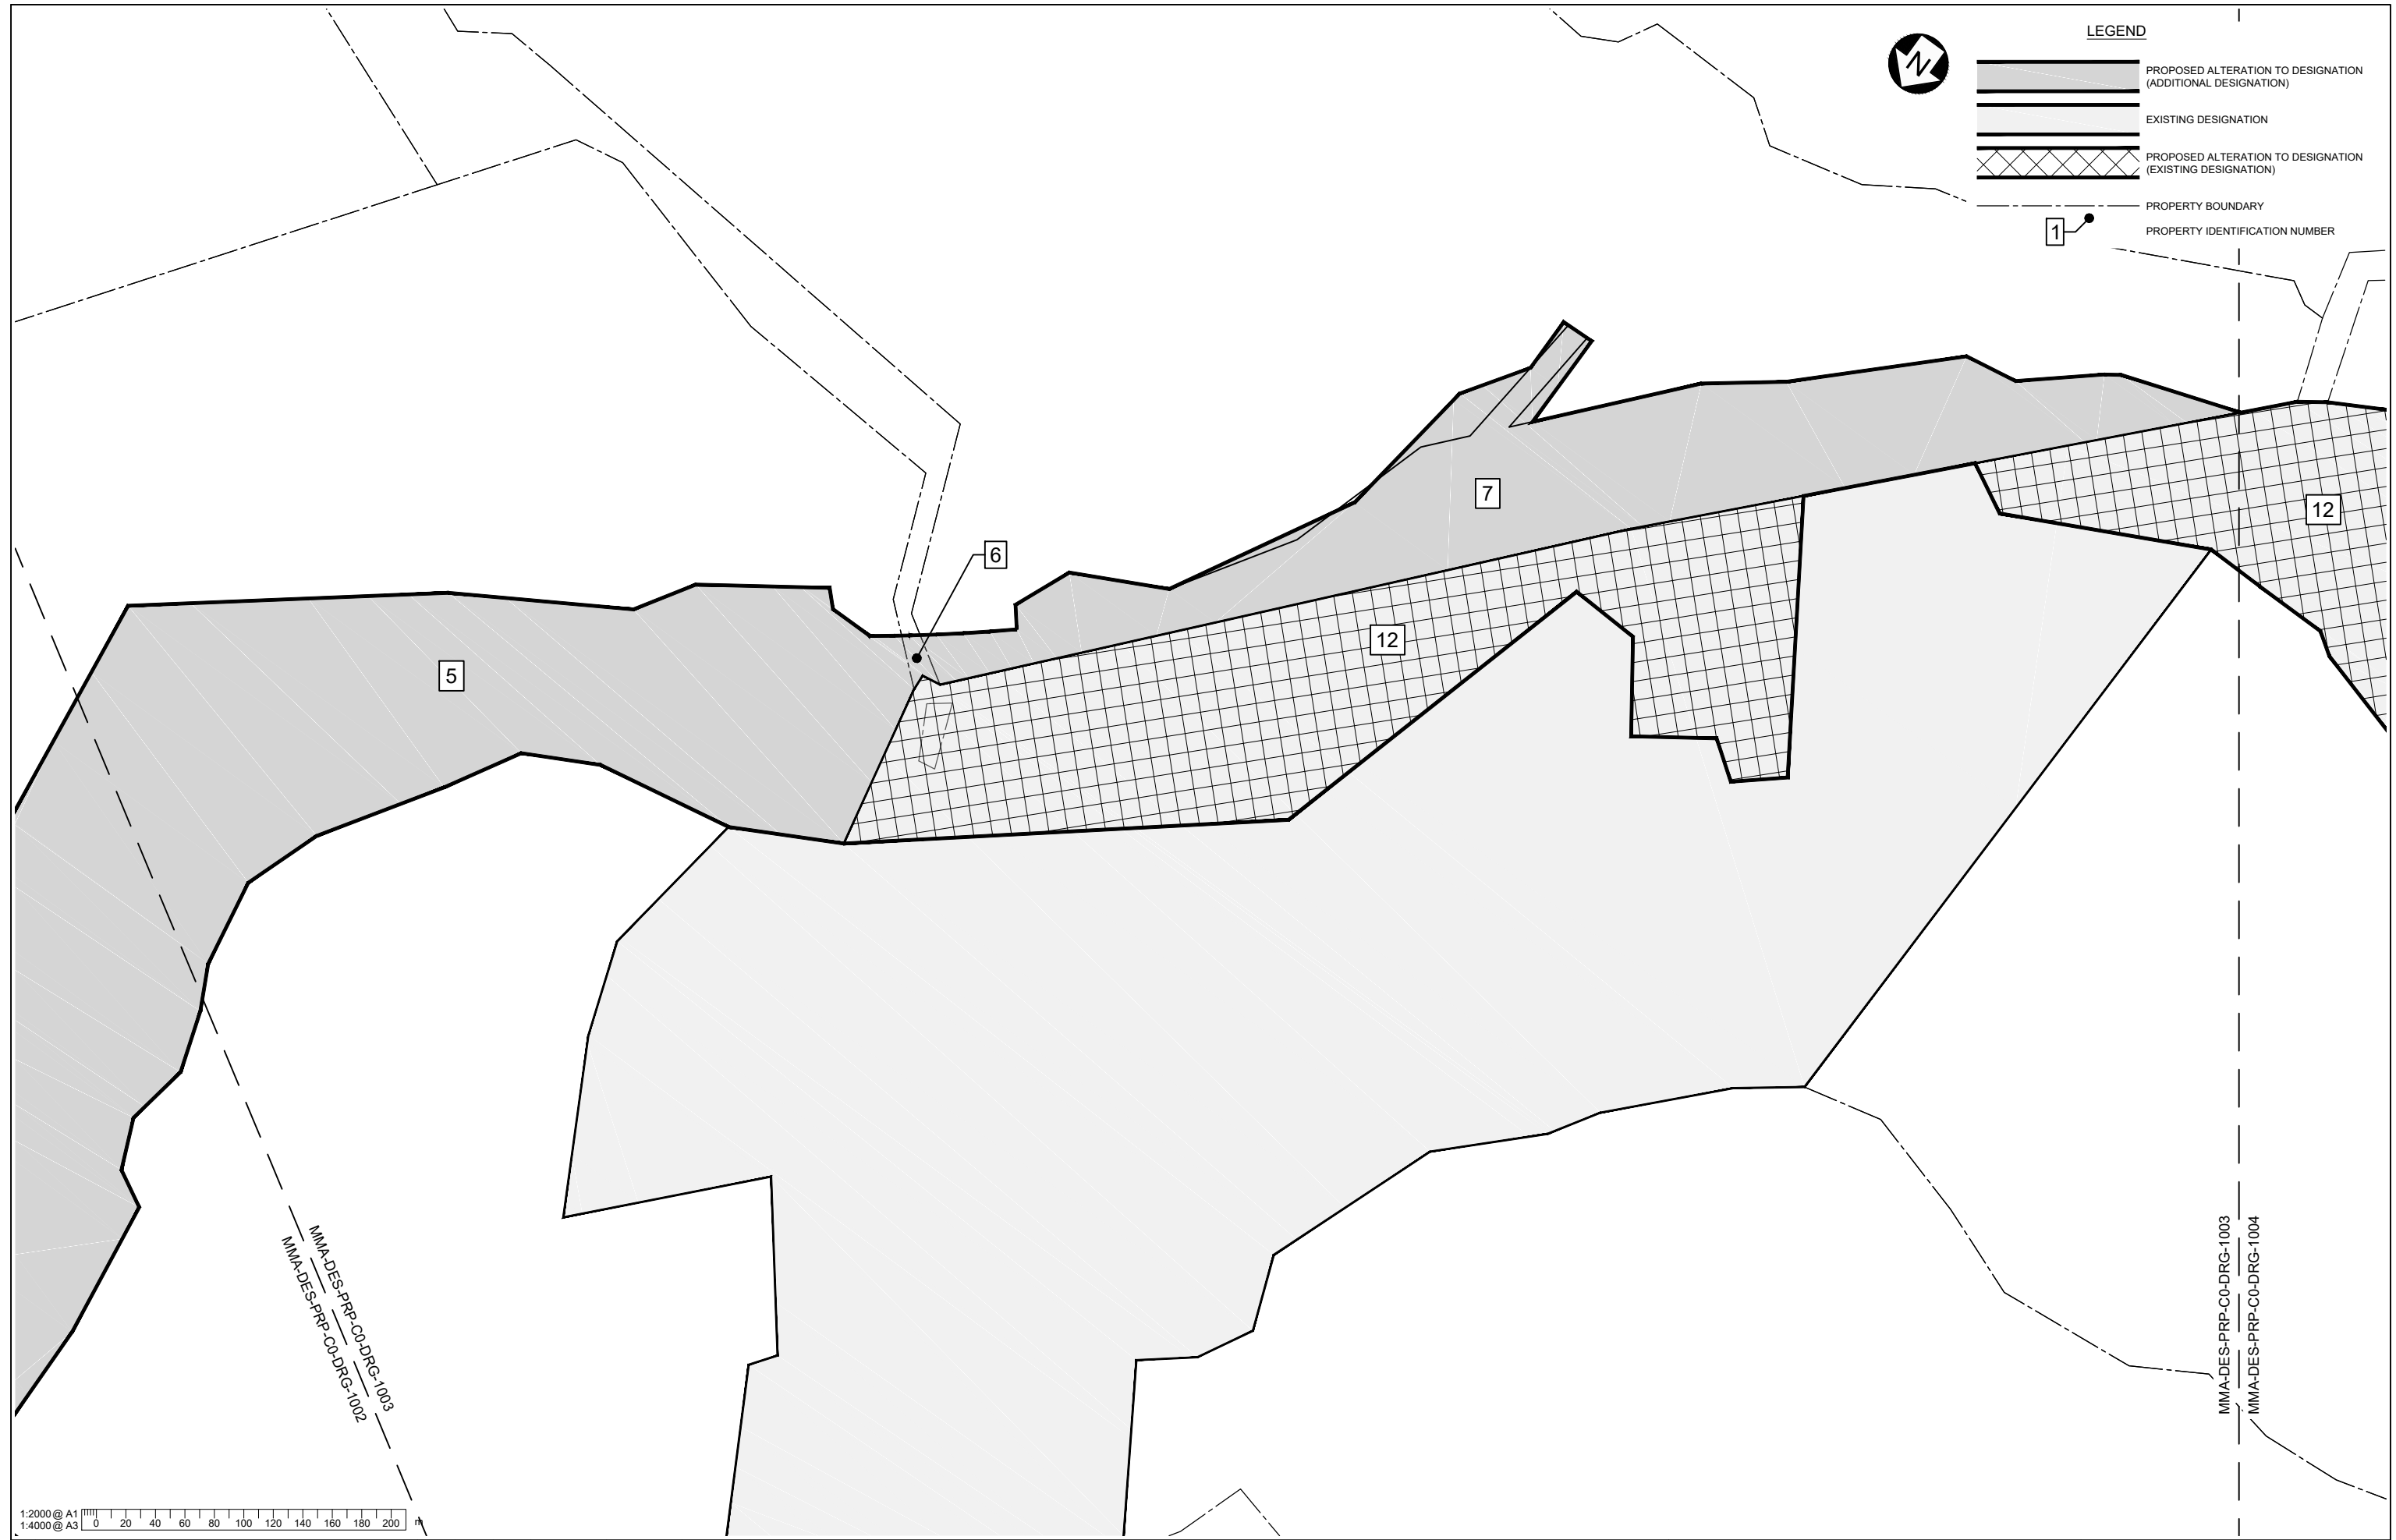 LEGEND
N
PROPOSED ALTERATION TO DESIGNATION
(ADDITIONAL DESIGNATION)
EXISTING DESIGNATION
PROPOSED ALTERATION TO DESIGNATION
(EXISTING DESIGNATION)
PROPERTY BOUNDARY
1
PROPERTY IDENTIFICATION NUMBER
7
12
6
12
5
MMA-DES-PRP-C0-DRG-1003
MMA-DES-PRP-C0-DRG-1002
MMA-DES-PRP-C0-DRG-1003
MMA-DES-PRP-C0-DRG-1004
1:2000 @ A1
1:4000 @ A3
0 20 40 60 80 100 120 140 160 180 200 m